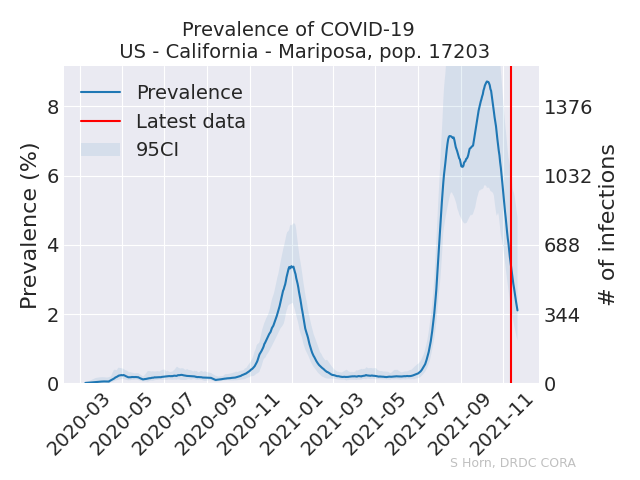 Prevalence of COVID-19
US - California - Mariposa, pop. 17203
Prevalence
Latest data
95CI
Prevalence (%)
8
6
4
2
0
# of infections
1376
1032
688
344
0
2020-03
2020-05
2020-07
2020-09
2020-11
2021-01
2021-03
2021-05
2021-07
2021-09
2021-11
S Horn, DRDC CORA